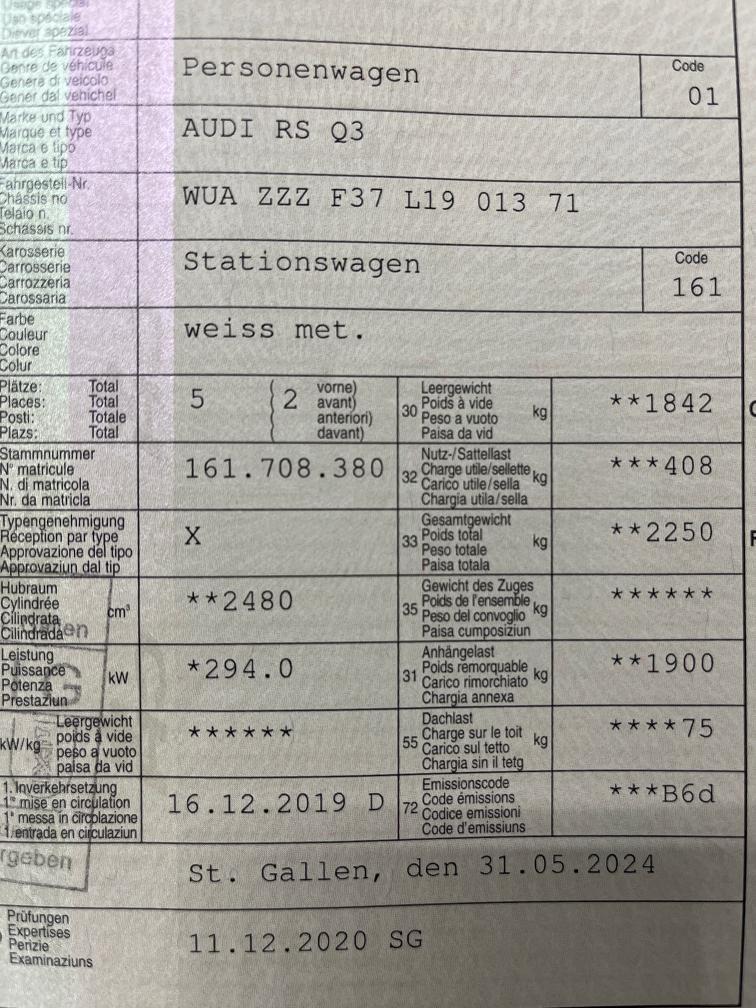 Usage spécial
Uso speciale
Diever spezial
Art des Fahrzeugs
Genre de véhicule
Genere di veicolo
Gener dal vehichel
Personenwagen
Code
01
Marke und Typ
Marque et type
Marca e tipo
Marca e tip
AUDI RS Q3
Fahrgestell-Nr.
Châssis no
Telaio n.
Schassis nr.
WUA ZZZ F37 L19 013 71
Karosserie
Carrosserie
Carrozzeria
Carossaria
Stationswagen
Code
161
Farbe
Couleur
Colore
Colur
weiss met.
Plätze: Total
Places: Total
Posti: Totale
Plazs: Total
5 ( 2 vorne)
avant)
anteriori)
davant)
30 Leergewicht
Poids à vide
Peso a vuoto
Paisa da vid
kg
**1842
Stammnummer
N° matricule
N. di matricola
Nr. da matricla
161.708.380
32 Nutz-/Sattellast
Charge utile/sellette
Carico utile/sella
Chargia utila/sella
kg
***408
Typengenehmigung
Réception par type
Approvazione del tipo
Approvaziun dal tip
X
33 Gesamtgewicht
Poids total
Peso totale
Paisa totala
kg
**2250
Hubraum
Cylindrée
Cilindrata
Cilindrada
cm³
**2480
35 Gewicht des Zuges
Poids de l'ensemble
Peso del convoglio
Paisa cumposiziun
kg
******
Leistung
Puissance
Potenza
Prestaziun
kW
*294.0
31 Anhängelast
Poids remorquable
Carico rimorchiato
Chargia annexa
kg
**1900
kW/kg Leergewicht
poids à vide
peso a vuoto
paisa da vid
******
55 Dachlast
Charge sur le toit
Carico sul tetto
Chargia sin il tetg
kg
****75
1. Inverkehrsetzung
1re mise en circulation
1a messa in circolazione
1. entrada en circulaziun
16.12.2019 D
72 Emissionscode
Code émissions
Codice emissioni
Code d'emissiuns
***B6d
rgeben
St. Gallen, den 31.05.2024
Prüfungen
Expertises
Perizie
Examinaziuns
11.12.2020 SG